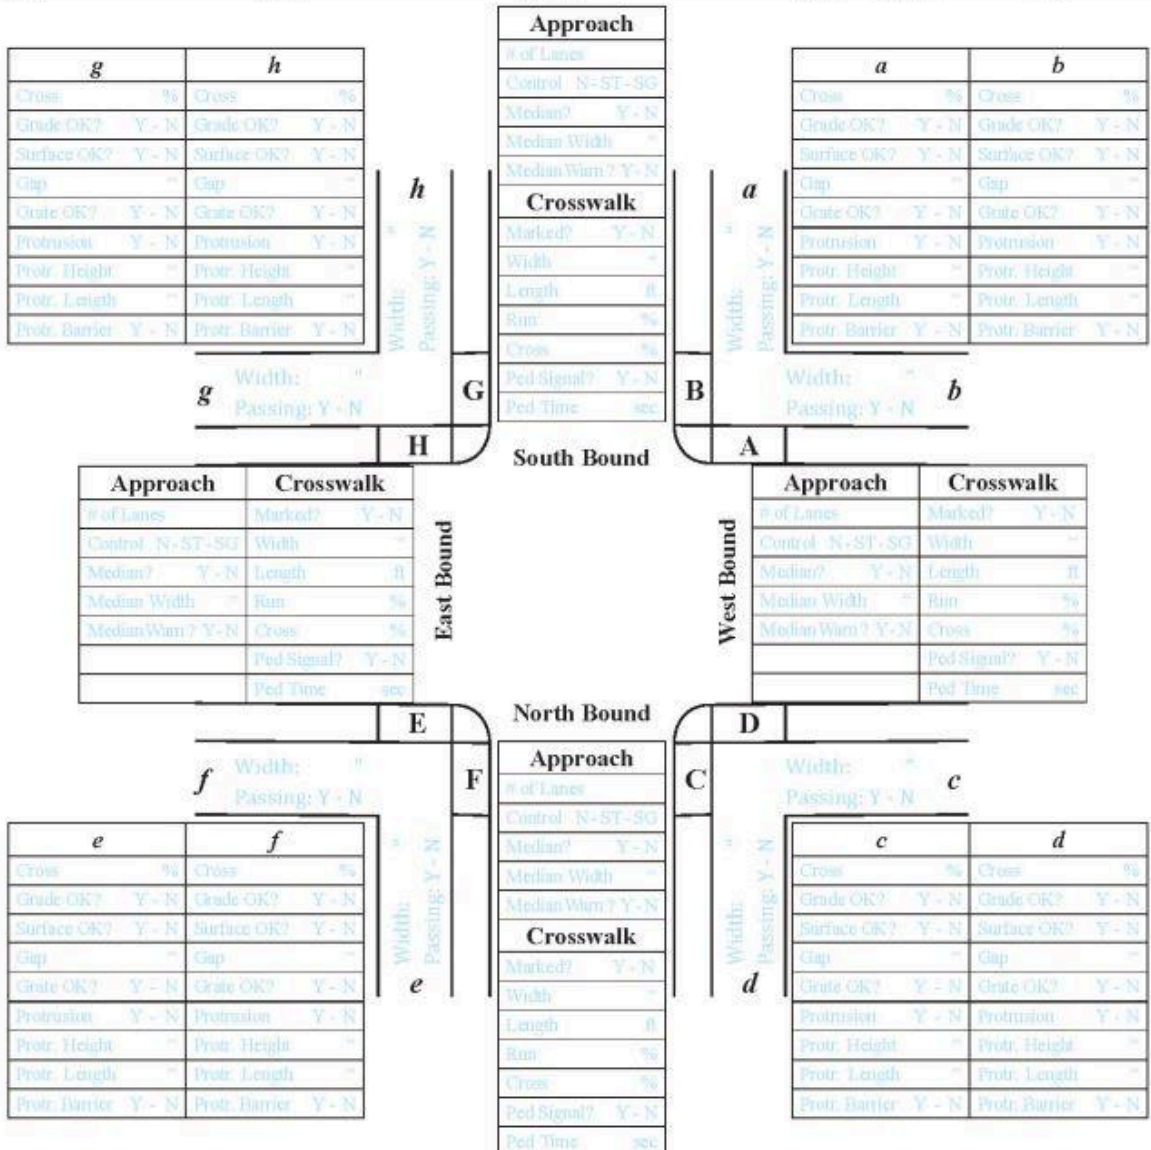 Approach
# of Lanes
Control N-ST-SG
Median? Y - N
Median Width "
Median Warn ? Y-N
Crosswalk
Marked? Y - N
Width "
Length ft
Run %
Cross %
Ped Signal? Y - N
Ped Time sec
South Bound
g h
Cross % Cross %
Grade OK? Y - N Grade OK? Y - N
Surface OK? Y - N Surface OK? Y - N
Gap " Gap "
Grate OK? Y - N Grate OK? Y - N
Protrusion Y - N Protrusion Y - N
Protr. Height " Protr. Height "
Protr. Length " Protr. Length "
Protr. Barrier Y - N Protr. Barrier Y - N
a b
Cross % Cross %
Grade OK? Y - N Grade OK? Y - N
Surface OK? Y - N Surface OK? Y - N
Gap " Gap "
Grate OK? Y - N Grate OK? Y - N
Protrusion Y - N Protrusion Y - N
Protr. Height " Protr. Height "
Protr. Length " Protr. Length "
Protr. Barrier Y - N Protr. Barrier Y - N
h
Width: "
Passing: Y - N
a
Width: "
Passing: Y - N
g
Width: "
Passing: Y - N
G
H
B
A
Width: "
Passing: Y - N
b
Approach Crosswalk
# of Lanes Marked? Y - N
Control N-ST-SG Width "
Median? Y - N Length ft
Median Width " Run %
Median Warn ? Y-N Cross %
Ped Signal? Y - N
Ped Time sec
East Bound
West Bound
Approach Crosswalk
# of Lanes Marked? Y - N
Control N-ST-SG Width "
Median? Y - N Length ft
Median Width " Run %
Median Warn ? Y-N Cross %
Ped Signal? Y - N
Ped Time sec
E
F
North Bound
D
C
f
Width: "
Passing: Y - N
Width: "
Passing: Y - N
c
Approach
# of Lanes
Control N-ST-SG
Median? Y - N
Median Width "
Median Warn ? Y-N
Crosswalk
Marked? Y - N
Width "
Length ft
Run %
Cross %
Ped Signal? Y - N
Ped Time sec
Width: "
Passing: Y - N
e
Width: "
Passing: Y - N
d
e f
Cross % Cross %
Grade OK? Y - N Grade OK? Y - N
Surface OK? Y - N Surface OK? Y - N
Gap " Gap "
Grate OK? Y - N Grate OK? Y - N
Protrusion Y - N Protrusion Y - N
Protr. Height " Protr. Height "
Protr. Length " Protr. Length "
Protr. Barrier Y - N Protr. Barrier Y - N
c d
Cross % Cross %
Grade OK? Y - N Grade OK? Y - N
Surface OK? Y - N Surface OK? Y - N
Gap " Gap "
Grate OK? Y - N Grate OK? Y - N
Protrusion Y - N Protrusion Y - N
Protr. Height " Protr. Height "
Protr. Length " Protr. Length "
Protr. Barrier Y - N Protr. Barrier Y - N